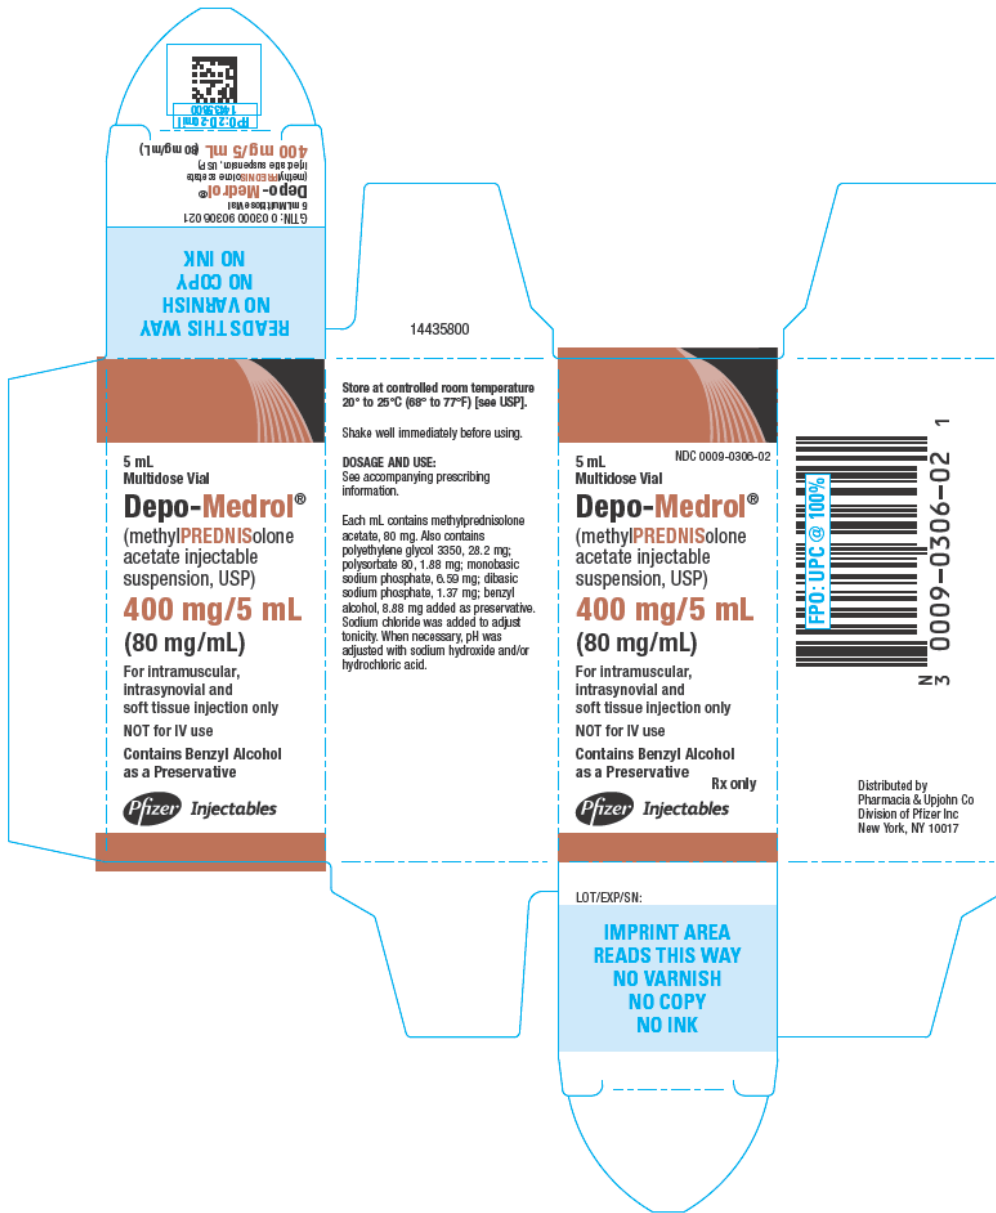 FPO: 2D-2 mil
14435800
400 mg/5 mL (80 mg/mL)
injectable suspension, USP)
(methylPREDNISolone acetate
Depo-Medrol®
5 mL Multidose Vial
GTIN: 0 03000 90306 021
READS THIS WAY
NO VARNISH
NO COPY
NO INK
14435800
5 mL
Multidose Vial
Depo-Medrol®
(methylPREDNISolone
acetate injectable
suspension, USP)
400 mg/5 mL
(80 mg/mL)
For intramuscular,
intrasynovial and
soft tissue injection only
NOT for IV use
Contains Benzyl Alcohol
as a Preservative
Pfizer Injectables
Store at controlled room temperature
20° to 25°C (68° to 77°F) [see USP].
Shake well immediately before using.
DOSAGE AND USE:
See accompanying prescribing
information.
Each mL contains methylprednisolone
acetate, 80 mg. Also contains
polyethylene glycol 3350, 28.2 mg;
polysorbate 80, 1.88 mg; monobasic
sodium phosphate, 6.59 mg; dibasic
sodium phosphate, 1.37 mg; benzyl
alcohol, 8.88 mg added as preservative.
Sodium chloride was added to adjust
tonicity. When necessary, pH was
adjusted with sodium hydroxide and/or
hydrochloric acid.
NDC 0009-0306-02
5 mL
Multidose Vial
Depo-Medrol®
(methylPREDNISolone
acetate injectable
suspension, USP)
400 mg/5 mL
(80 mg/mL)
For intramuscular,
intrasynovial and
soft tissue injection only
NOT for IV use
Contains Benzyl Alcohol
as a Preservative
Rx only
Pfizer Injectables
LOT/EXP/SN:
IMPRINT AREA
READS THIS WAY
NO VARNISH
NO COPY
NO INK
FPO: UPC @ 100%
N
3 0009-0306-02 1
Distributed by
Pharmacia & Upjohn Co
Division of Pfizer Inc
New York, NY 10017